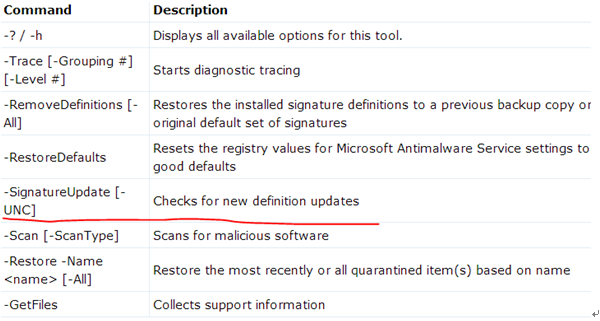 Command Description
-? / -h Displays all available options for this tool.
-Trace [-Grouping #]
[-Level #] Starts diagnostic tracing
-RemoveDefinitions [-
All] Restores the installed signature definitions to a previous backup copy or
original default set of signatures
-RestoreDefaults Resets the registry values for Microsoft Antimalware Service settings to
good defaults
-SignatureUpdate [-
UNC] Checks for new definition updates
-Scan [-ScanType] Scans for malicious software
-Restore -Name
<name> [-All] Restore the most recently or all quarantined item(s) based on name
-GetFiles Collects support information